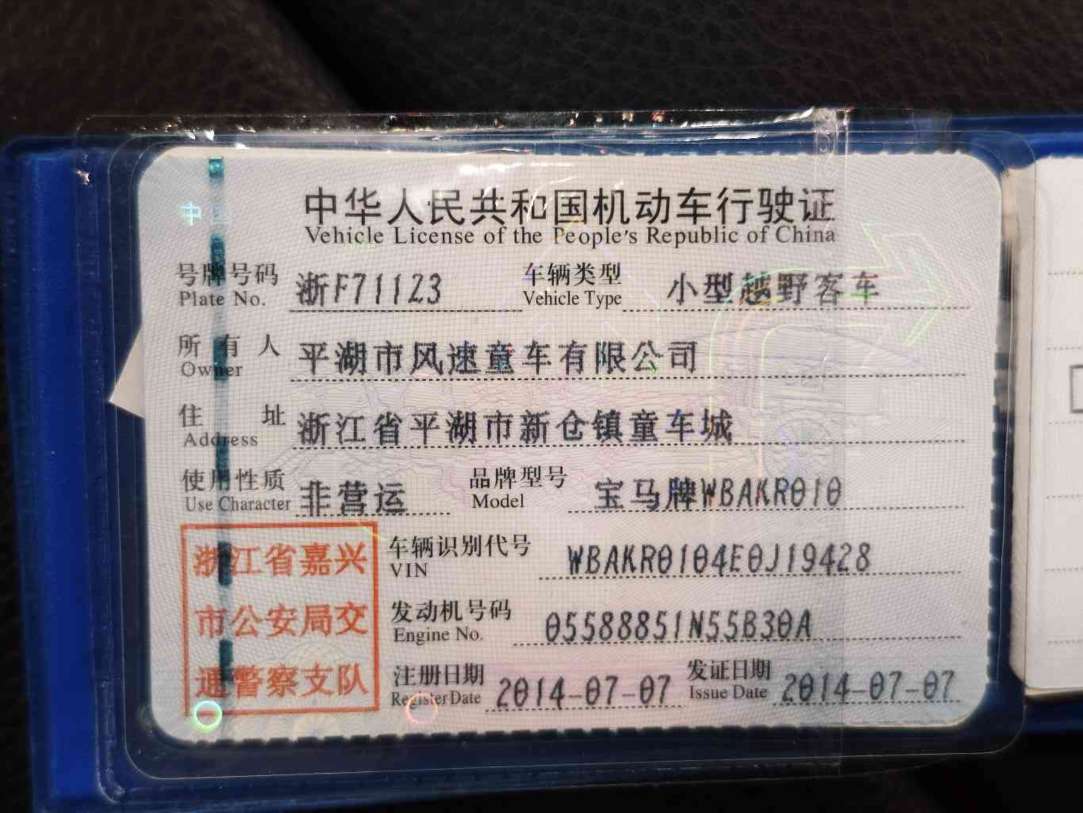 中华人民共和国机动车行驶证
Vehicle License of the People's Republic of China
号牌号码 浙F71123 车辆类型 小型越野客车
Plate No. Vehicle Type
所有人 平湖市风速童车有限公司
Owner
住址 浙江省平湖市新仓镇童车城
Address
使用性质 非营运 品牌型号 宝马牌WBAKR010
Use Character Model
浙江省嘉兴 车辆识别代号 WBAKR0104E0J19428
VIN
市公安局交 发动机号码 05588851N55B30A
Engine No.
通警察支队 注册日期 2014-07-07 发证日期 2014-07-07
Register Date Issue Date